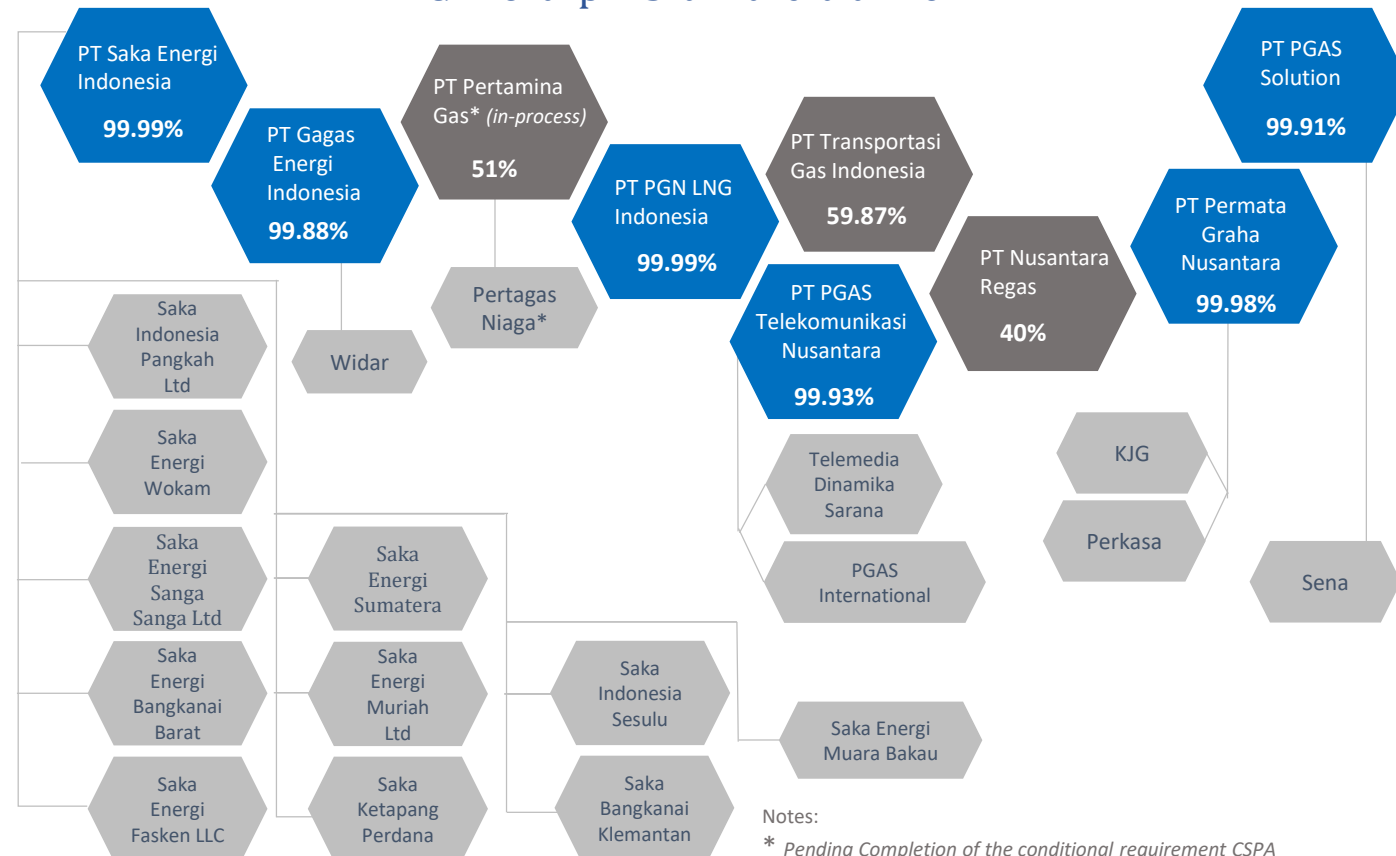 PT Saka Energi
Indonesia
99.99%
PT Gagas
Energi
Indonesia
99.88%
PT Pertamina
Gas* (in-process)
51%
PT PGN LNG
Indonesia
99.99%
PT Transportasi
Gas Indonesia
59.87%
PT PGAS
Telekomunikasi
Nusantara
99.93%
PT Nusantara
Regas
40%
PT Permata
Graha
Nusantara
99.98%
PT PGAS
Solution
99.91%
Pertagas
Niaga*
Widar
Saka
Indonesia
Pangkah
Ltd
Saka
Energi
Wokam
Saka
Energi
Sanga
Sanga Ltd
Saka
Energi
Bangkanai
Barat
Saka
Energi
Fasken LLC
Saka
Energi
Sumatera
Saka
Energi
Muriah
Ltd
Saka
Ketapang
Perdana
Saka
Indonesia
Sesulu
Saka
Bangkanai
Klemantan
Saka Energi
Muara Bakau
Telemedia
Dinamika
Sarana
PGAS
International
KJG
Perkasa
Sena
Notes:
* Pending Completion of the conditional requirement CSPA